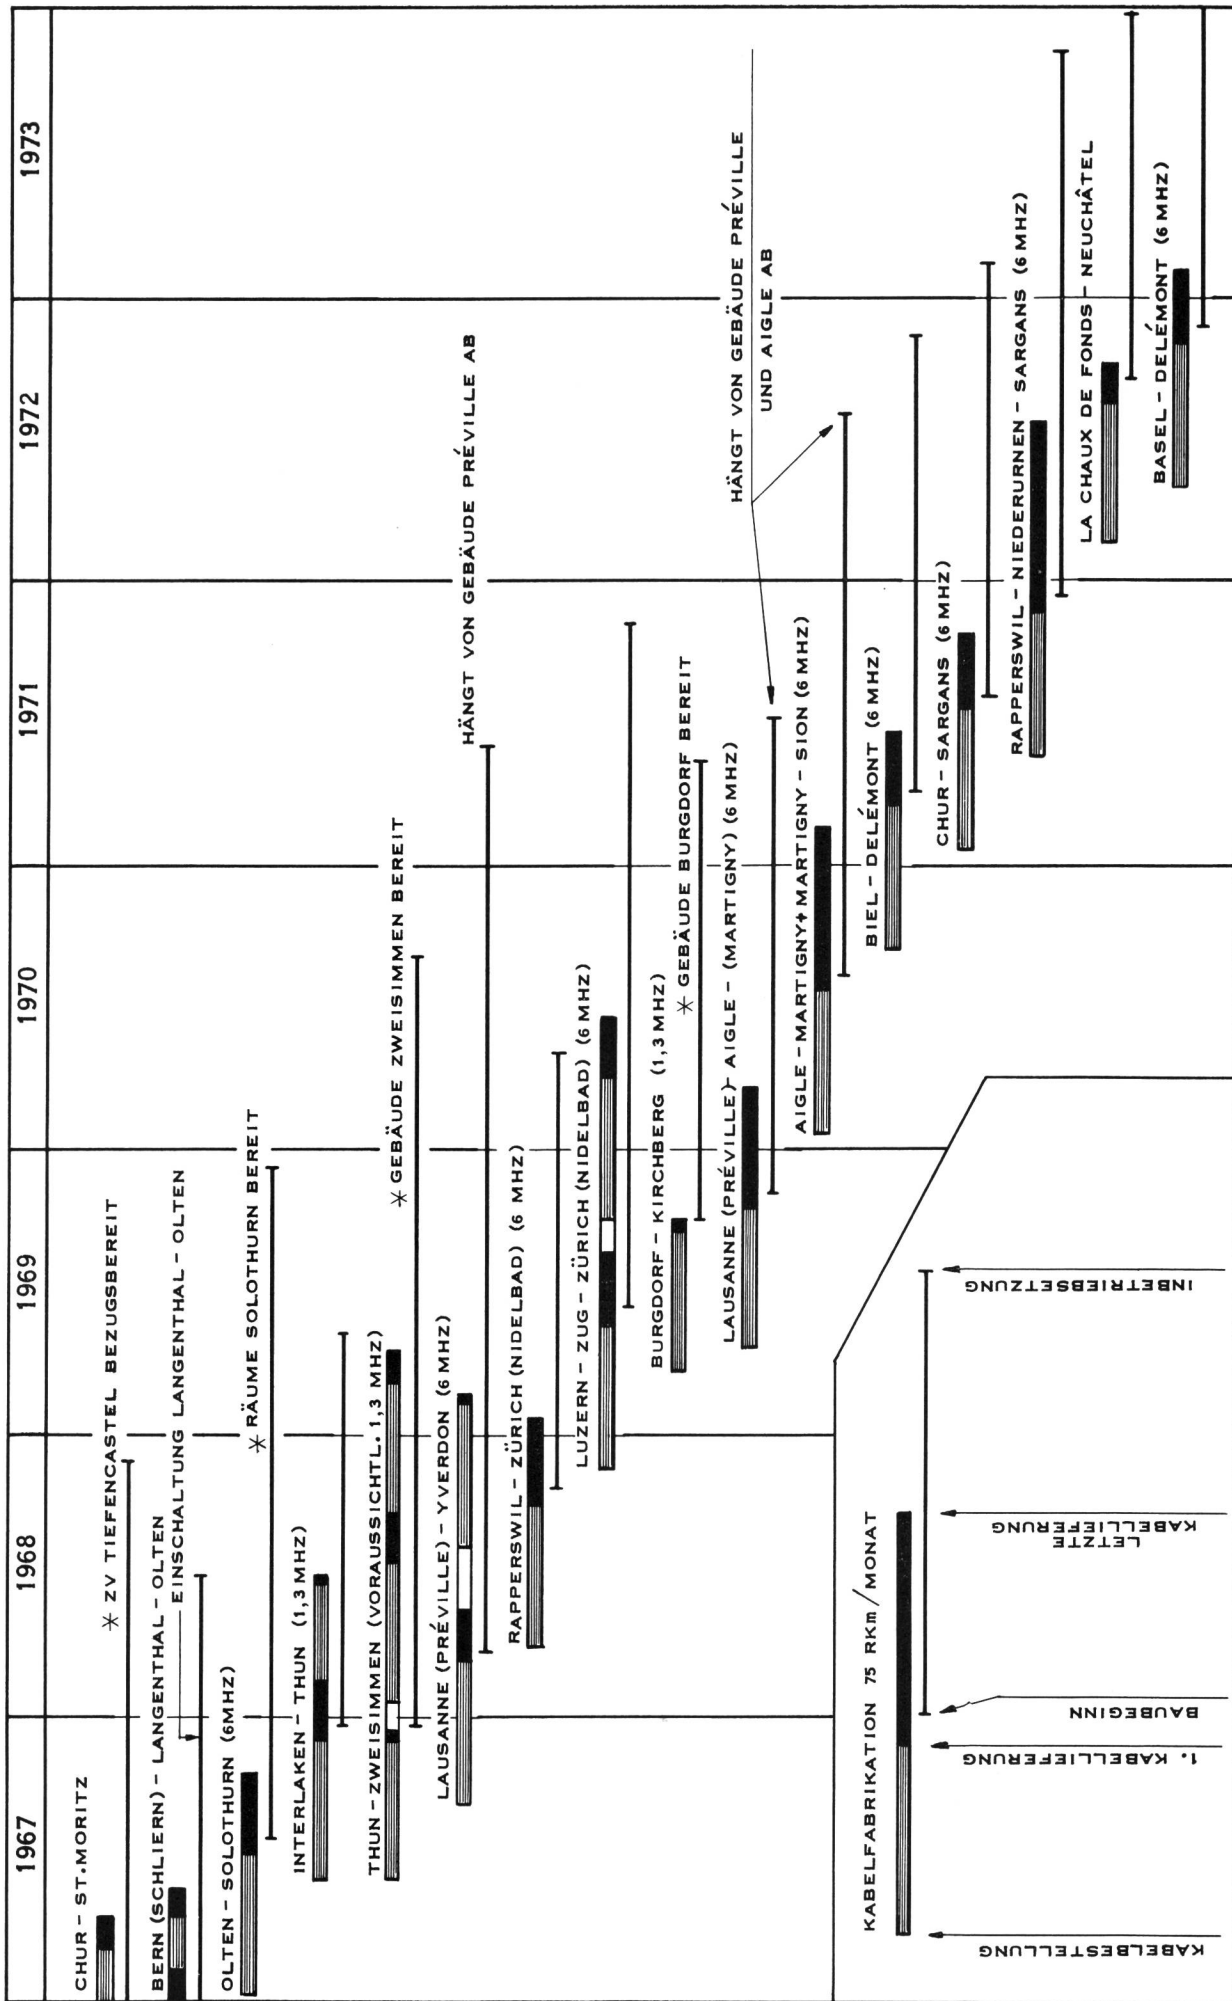 1967
1968
1969
1970
1971
1972
1973
CHUR - ST.MORITZ
* ZV TIEFENCASTEL BEZUGSBEREIT
BERN (SCHLIERN) - LANGENTHAL - OLTEN
EINSCHALTUNG LANGENTHAL - OLTEN
OLTEN - SOLOTHURN (6MHZ)
* RÄUME SOLOTHURN BEREIT
INTERLAKEN - THUN (1,3 MHZ)
THUN - ZWEISIMMEN (VORAUSSICHTL. 1,3 MHZ)
* GEBÄUDE ZWEISIMMEN BEREIT
LAUSANNE (PRÉVILLE) - YVERDON (6 MHZ)
HÄNGT VON GEBÄUDE PRÉVILLE AB
RAPPERSWIL - ZÜRICH (NIDELBAD) (6 MHZ)
LUZERN - ZUG - ZÜRICH (NIDELBAD) (6 MHZ)
BURGDORF - KIRCHBERG (1,3 MHZ)
* GEBÄUDE BURGDORF BEREIT
LAUSANNE (PRÉVILLE) - AIGLE - (MARTIGNY) (6 MHZ)
HÄNGT VON GEBÄUDE PRÉVILLE
UND AIGLE AB
AIGLE - MARTIGNY + MARTIGNY - SION (6 MHZ)
BIEL - DELÉMONT (6 MHZ)
CHUR - SARGANS (6 MHZ)
RAPPERSWIL - NIEDERURNEN - SARGANS (6 MHZ)
LA CHAUX DE FONDS - NEUCHÂTEL
BASEL - DELÉMONT (6 MHZ)
KABELFABRIKATION 75 RKm/MONAT
KABELBESTELLUNG
1. KABELLIEFERUNG
BAUBEGINN
LETZTE
KABELLIEFERUNG
INBETRIEBSETZUNG